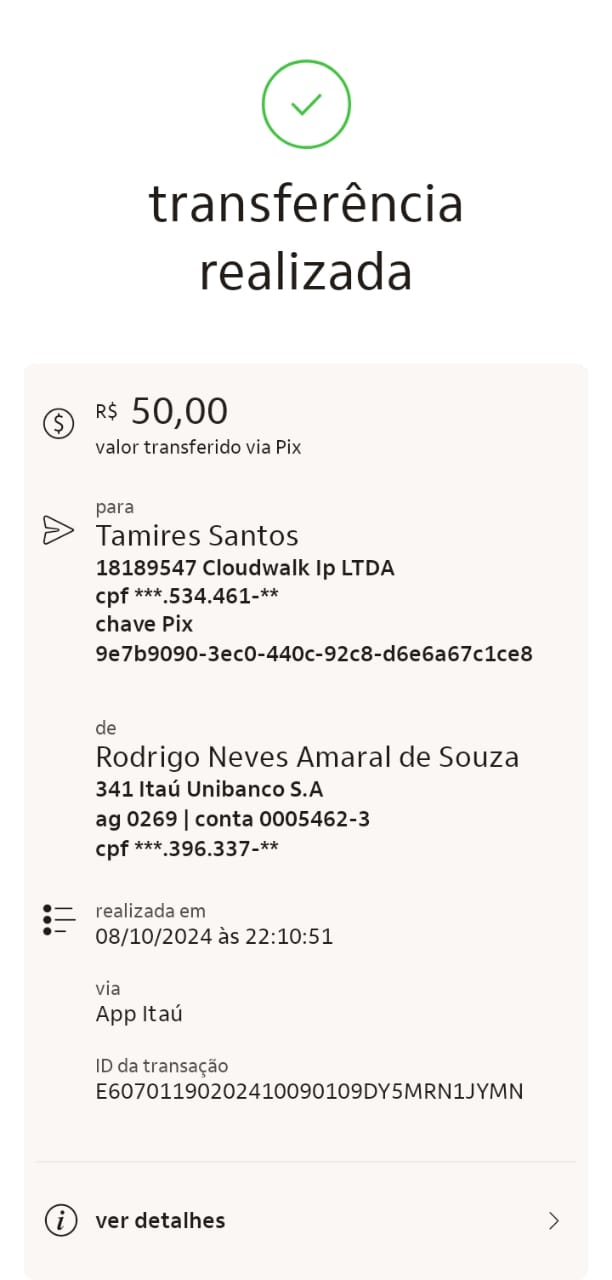 transferência
realizada
R$ 50,00
valor transferido via Pix
para
Tamires Santos
18189547 Cloudwalk Ip LTDA
cpf ***.534.461-**
chave Pix
9e7b9090-3ec0-440c-92c8-d6e6a67c1ce8
de
Rodrigo Neves Amaral de Souza
341 Itaú Unibanco S.A
ag 0269 | conta 0005462-3
cpf ***.396.337-**
realizada em
08/10/2024 às 22:10:51
via
App Itaú
ID da transação
E60701190202410090109DY5MRN1JYMN
ver detalhes